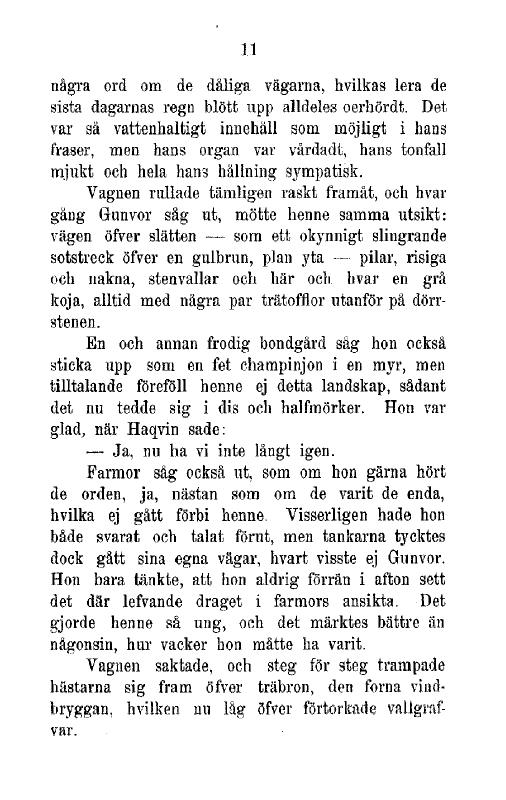 11
några ord om de dåliga vägarna, hvilkas lera de
sista dagarnas regn blött upp alldeles oerhördt. Det
var så vattenhaltigt innehåll som möjligt i hans
fraser, men hans organ var vårdadt, hans tonfall
mjukt och hela hans hållning sympatisk.
Vagnen rullade tämligen raskt framåt, och hvar
gång Gunvor såg ut, mötte henne samma utsikt:
vägen öfver slätten — som ett okynnigt slingrande
sotstreck öfver en gulbrun, plan yta — pilar, risiga
och nakna, stenvallar och här och hvar en grå
koja, alltid med några par trätofflor utanför på dörr-
stenen.
En och annan frodig bondgård såg hon också
sticka upp som en fet champinjon i en myr, men
tilltalande föreföll henne ej detta landskap, sådant
det nu tedde sig i dis och halfmörker. Hon var
glad, när Haqvin sade:
— Ja, nu ha vi inte långt igen.
Farmor såg också ut, som om hon gärna hört
de orden, ja, nästan som om de varit de enda,
hvilka ej gått förbi henne. Visserligen hade hon
både svarat och talat förut, men tankarna tycktes
dock gått sina egna vägar, hvart visste ej Gunvor.
Hon bara tänkte, att hon aldrig förrän i afton sett
det där lefvande draget i farmors ansikta. Det
gjorde henne så ung, och det märktes bättre än
någonsin, hur vacker hon måtte ha varit.
Vagnen saktade, och steg för steg trampade
hästarna sig fram öfver träbron, den forna vind-
bryggan, hvilken nu låg öfver förtorkade vallgraf-
var.